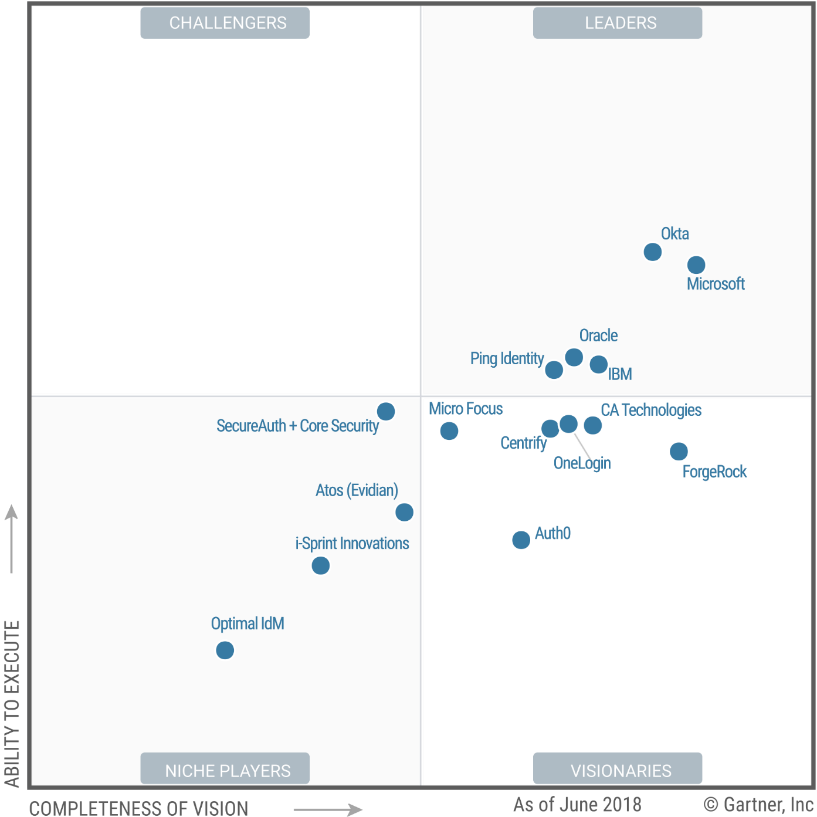 CHALLENGERS
LEADERS
Okta
Microsoft
Oracle
Ping Identity
IBM
SecureAuth + Core Security
Micro Focus
CA Technologies
Centrify
OneLogin
ForgeRock
Atos (Evidian)
Auth0
i-Sprint Innovations
Optimal IdM
NICHE PLAYERS
VISIONARIES
ABILITY TO EXECUTE
COMPLETENESS OF VISION
As of June 2018
© Gartner, Inc